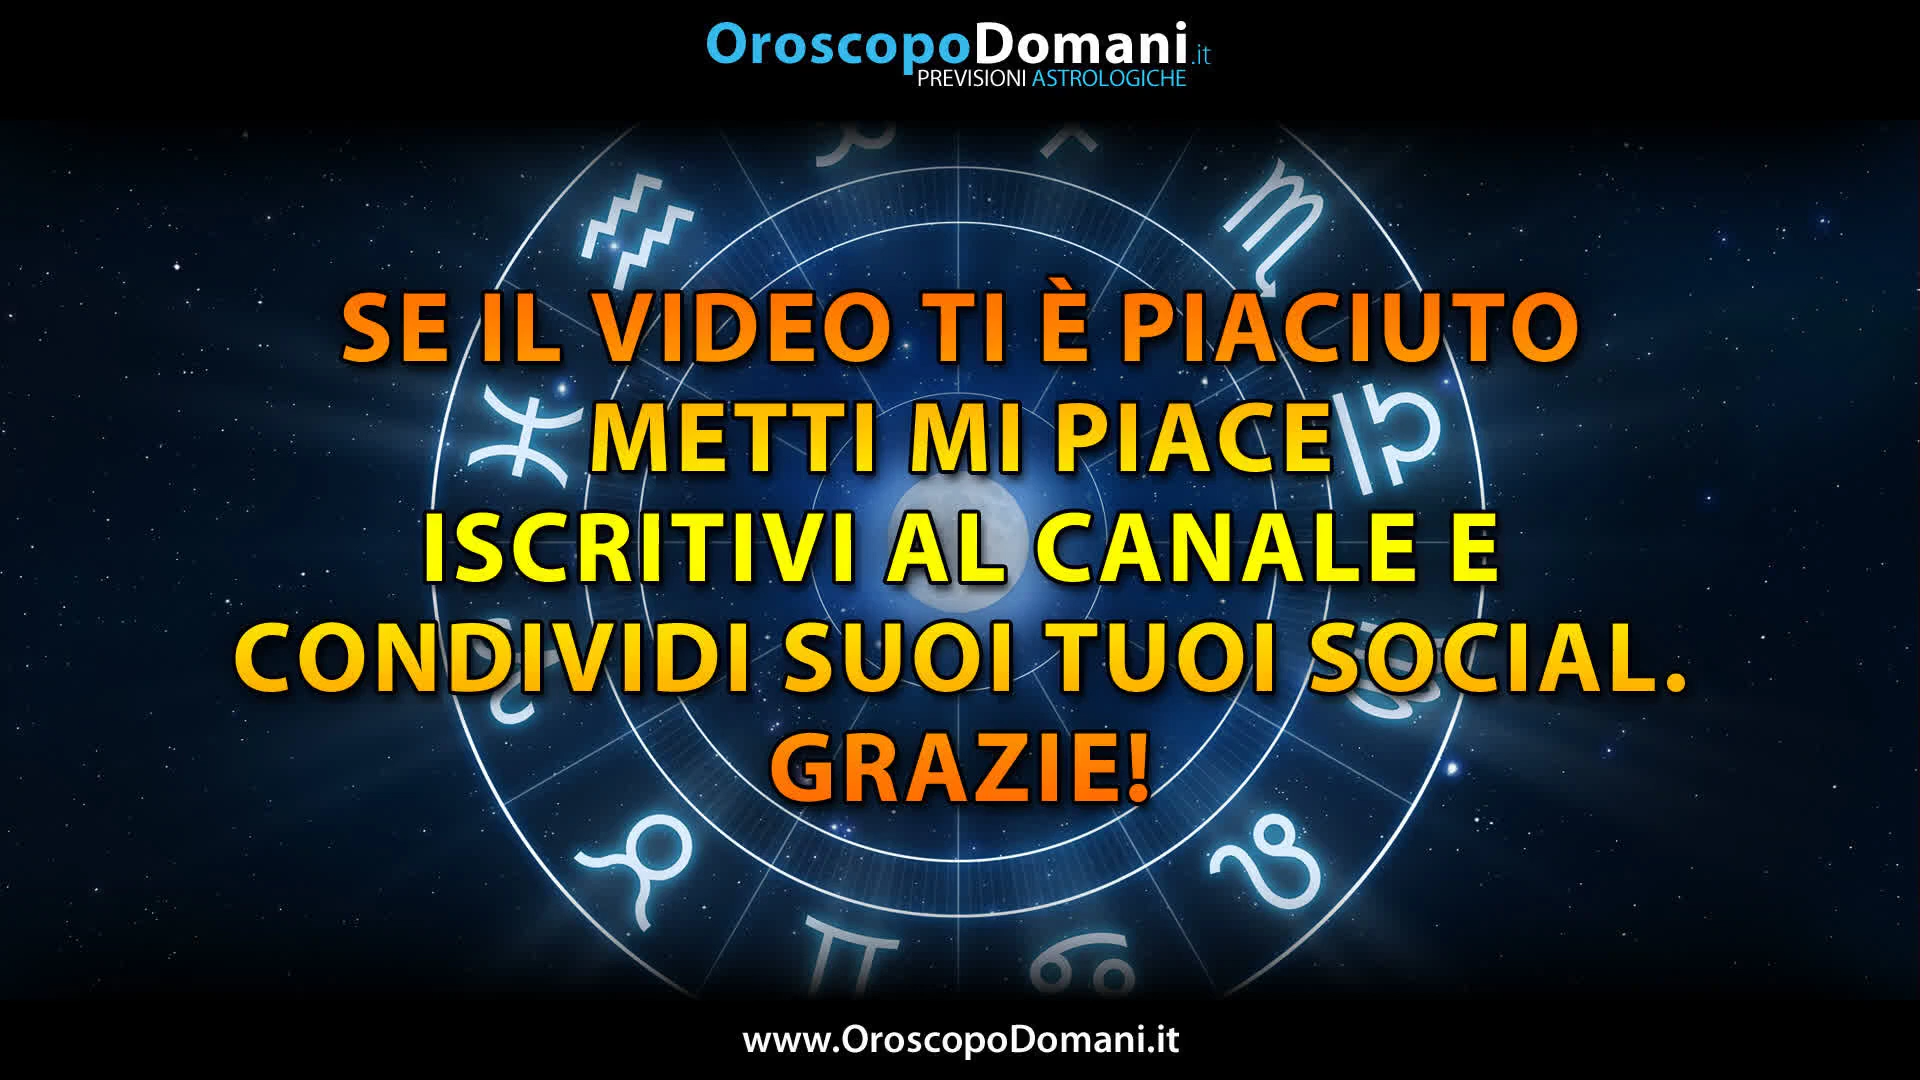 OroscopoDomani.it
PREVISIONI ASTROLOGICHE
SE IL VIDEO TI È PIACIUTO
METTI MI PIACE
ISCRITIVI AL CANALE E
CONDIVIDI SUOI TUOI SOCIAL.
GRAZIE!
www.OroscopoDomani.it